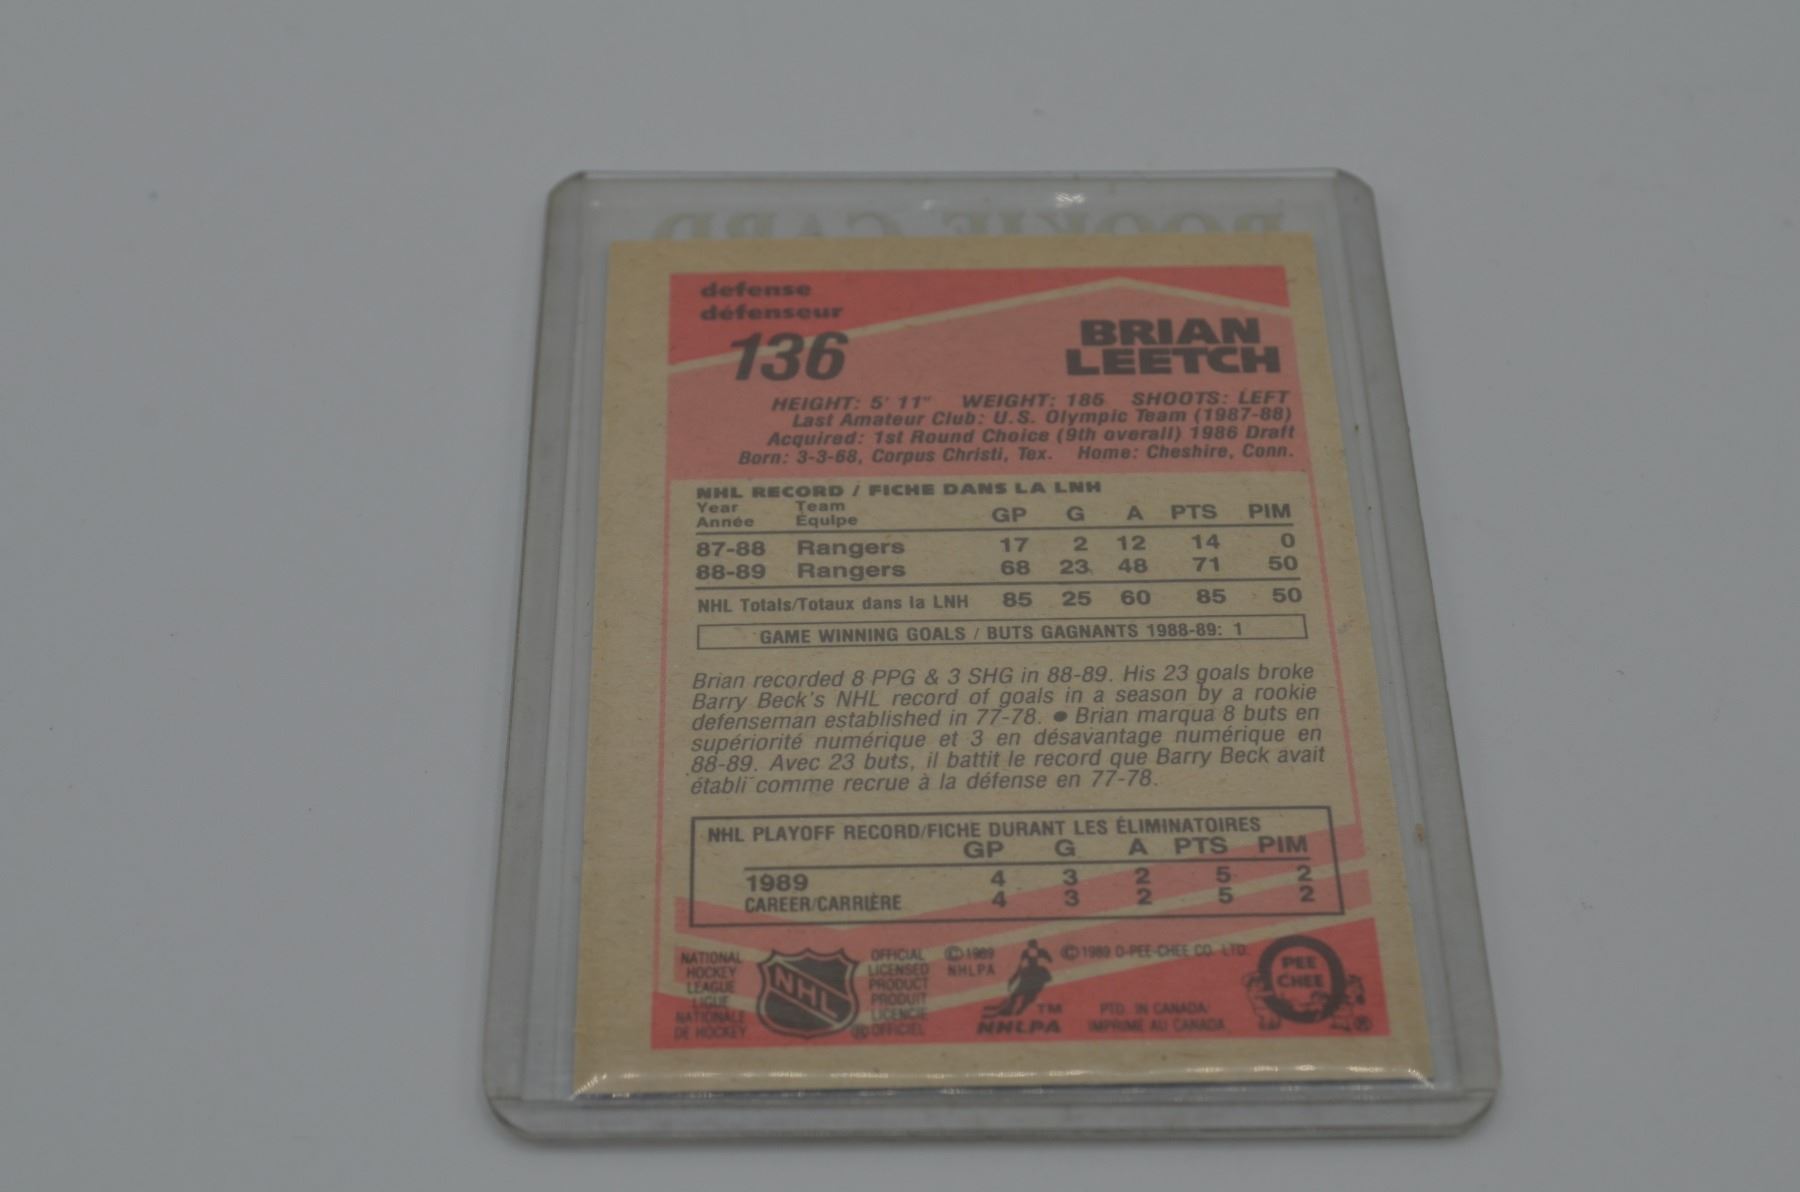 ROOKIE CARD
defense
défenseur
136
BRIAN
LEETCH
HEIGHT: 5' 11" WEIGHT: 185 SHOOTS: LEFT
Last Amateur Club: U.S. Olympic Team (1987-88)
Acquired: 1st Round Choice (9th overall) 1986 Draft
Born: 3-3-68, Corpus Christi, Tex. Home: Cheshire, Conn.
NHL RECORD / FICHE DANS LA LNH
Year Team
Année Équipe GP G A PTS PIM
87-88 Rangers 17 2 12 14 0
88-89 Rangers 68 23 48 71 50
NHL Totals/Totaux dans la LNH 85 25 60 85 50
GAME WINNING GOALS / BUTS GAGNANTS 1988-89: 1
Brian recorded 8 PPG & 3 SHG in 88-89. His 23 goals broke
Barry Beck's NHL record of goals in a season by a rookie
defenseman established in 77-78. ● Brian marqua 8 buts en
supériorité numérique et 3 en désavantage numérique en
88-89. Avec 23 buts, il battit le record que Barry Beck avait
établi comme recrue à la défense en 77-78.
NHL PLAYOFF RECORD/FICHE DURANT LES ÉLIMINATOIRES
GP G A PTS PIM
1989 4 3 2 5 2
CAREER/CARRIÈRE 4 3 2 5 2
NATIONAL
HOCKEY
LEAGUE
LIGUE
NATIONALE
DE HOCKEY
NHL
OFFICIAL
LICENSED
PRODUCT
PRODUIT
LICENCIÉ
® OFFICIEL
©1989
NHLPA
TM
NHLPA
©1989 O-PEE-CHEE CO. LTD.
PTD. IN CANADA/
IMPRIMÉ AU CANADA
PEE
CHEE
®